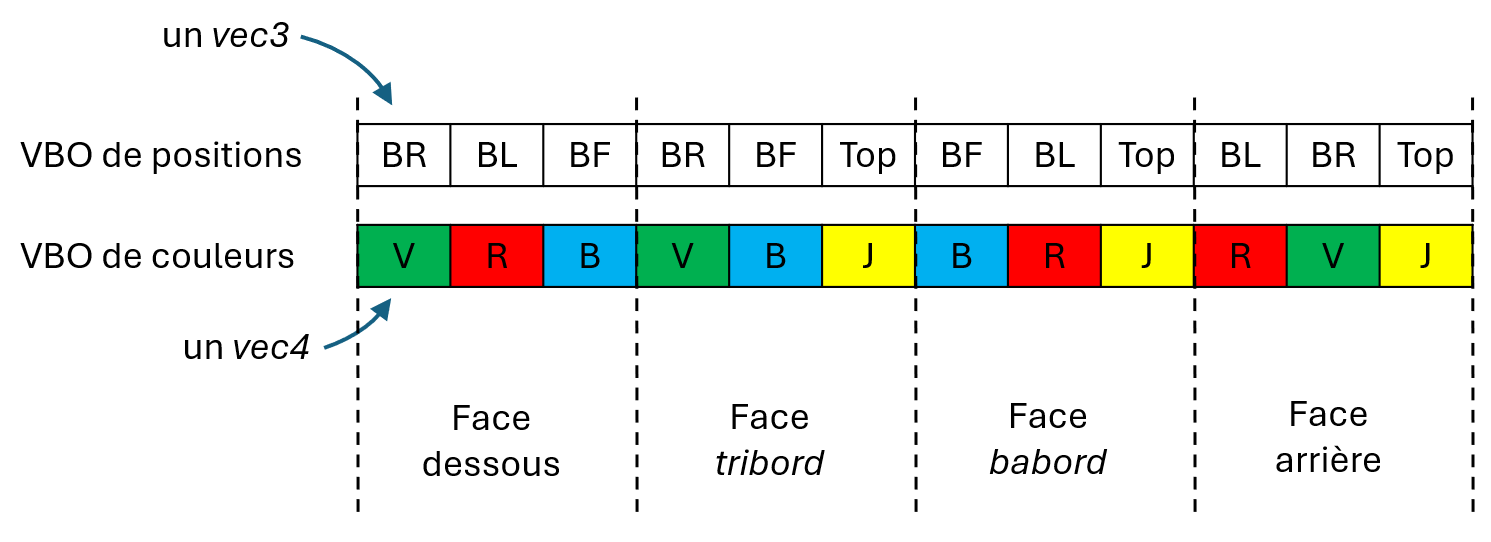 un vec3
VBO de positions BR BL BF BR BF Top BF BL Top BL BR Top
VBO de couleurs V R B V B J B R J R V J
un vec4
Face dessous
Face tribord
Face babord
Face arrière